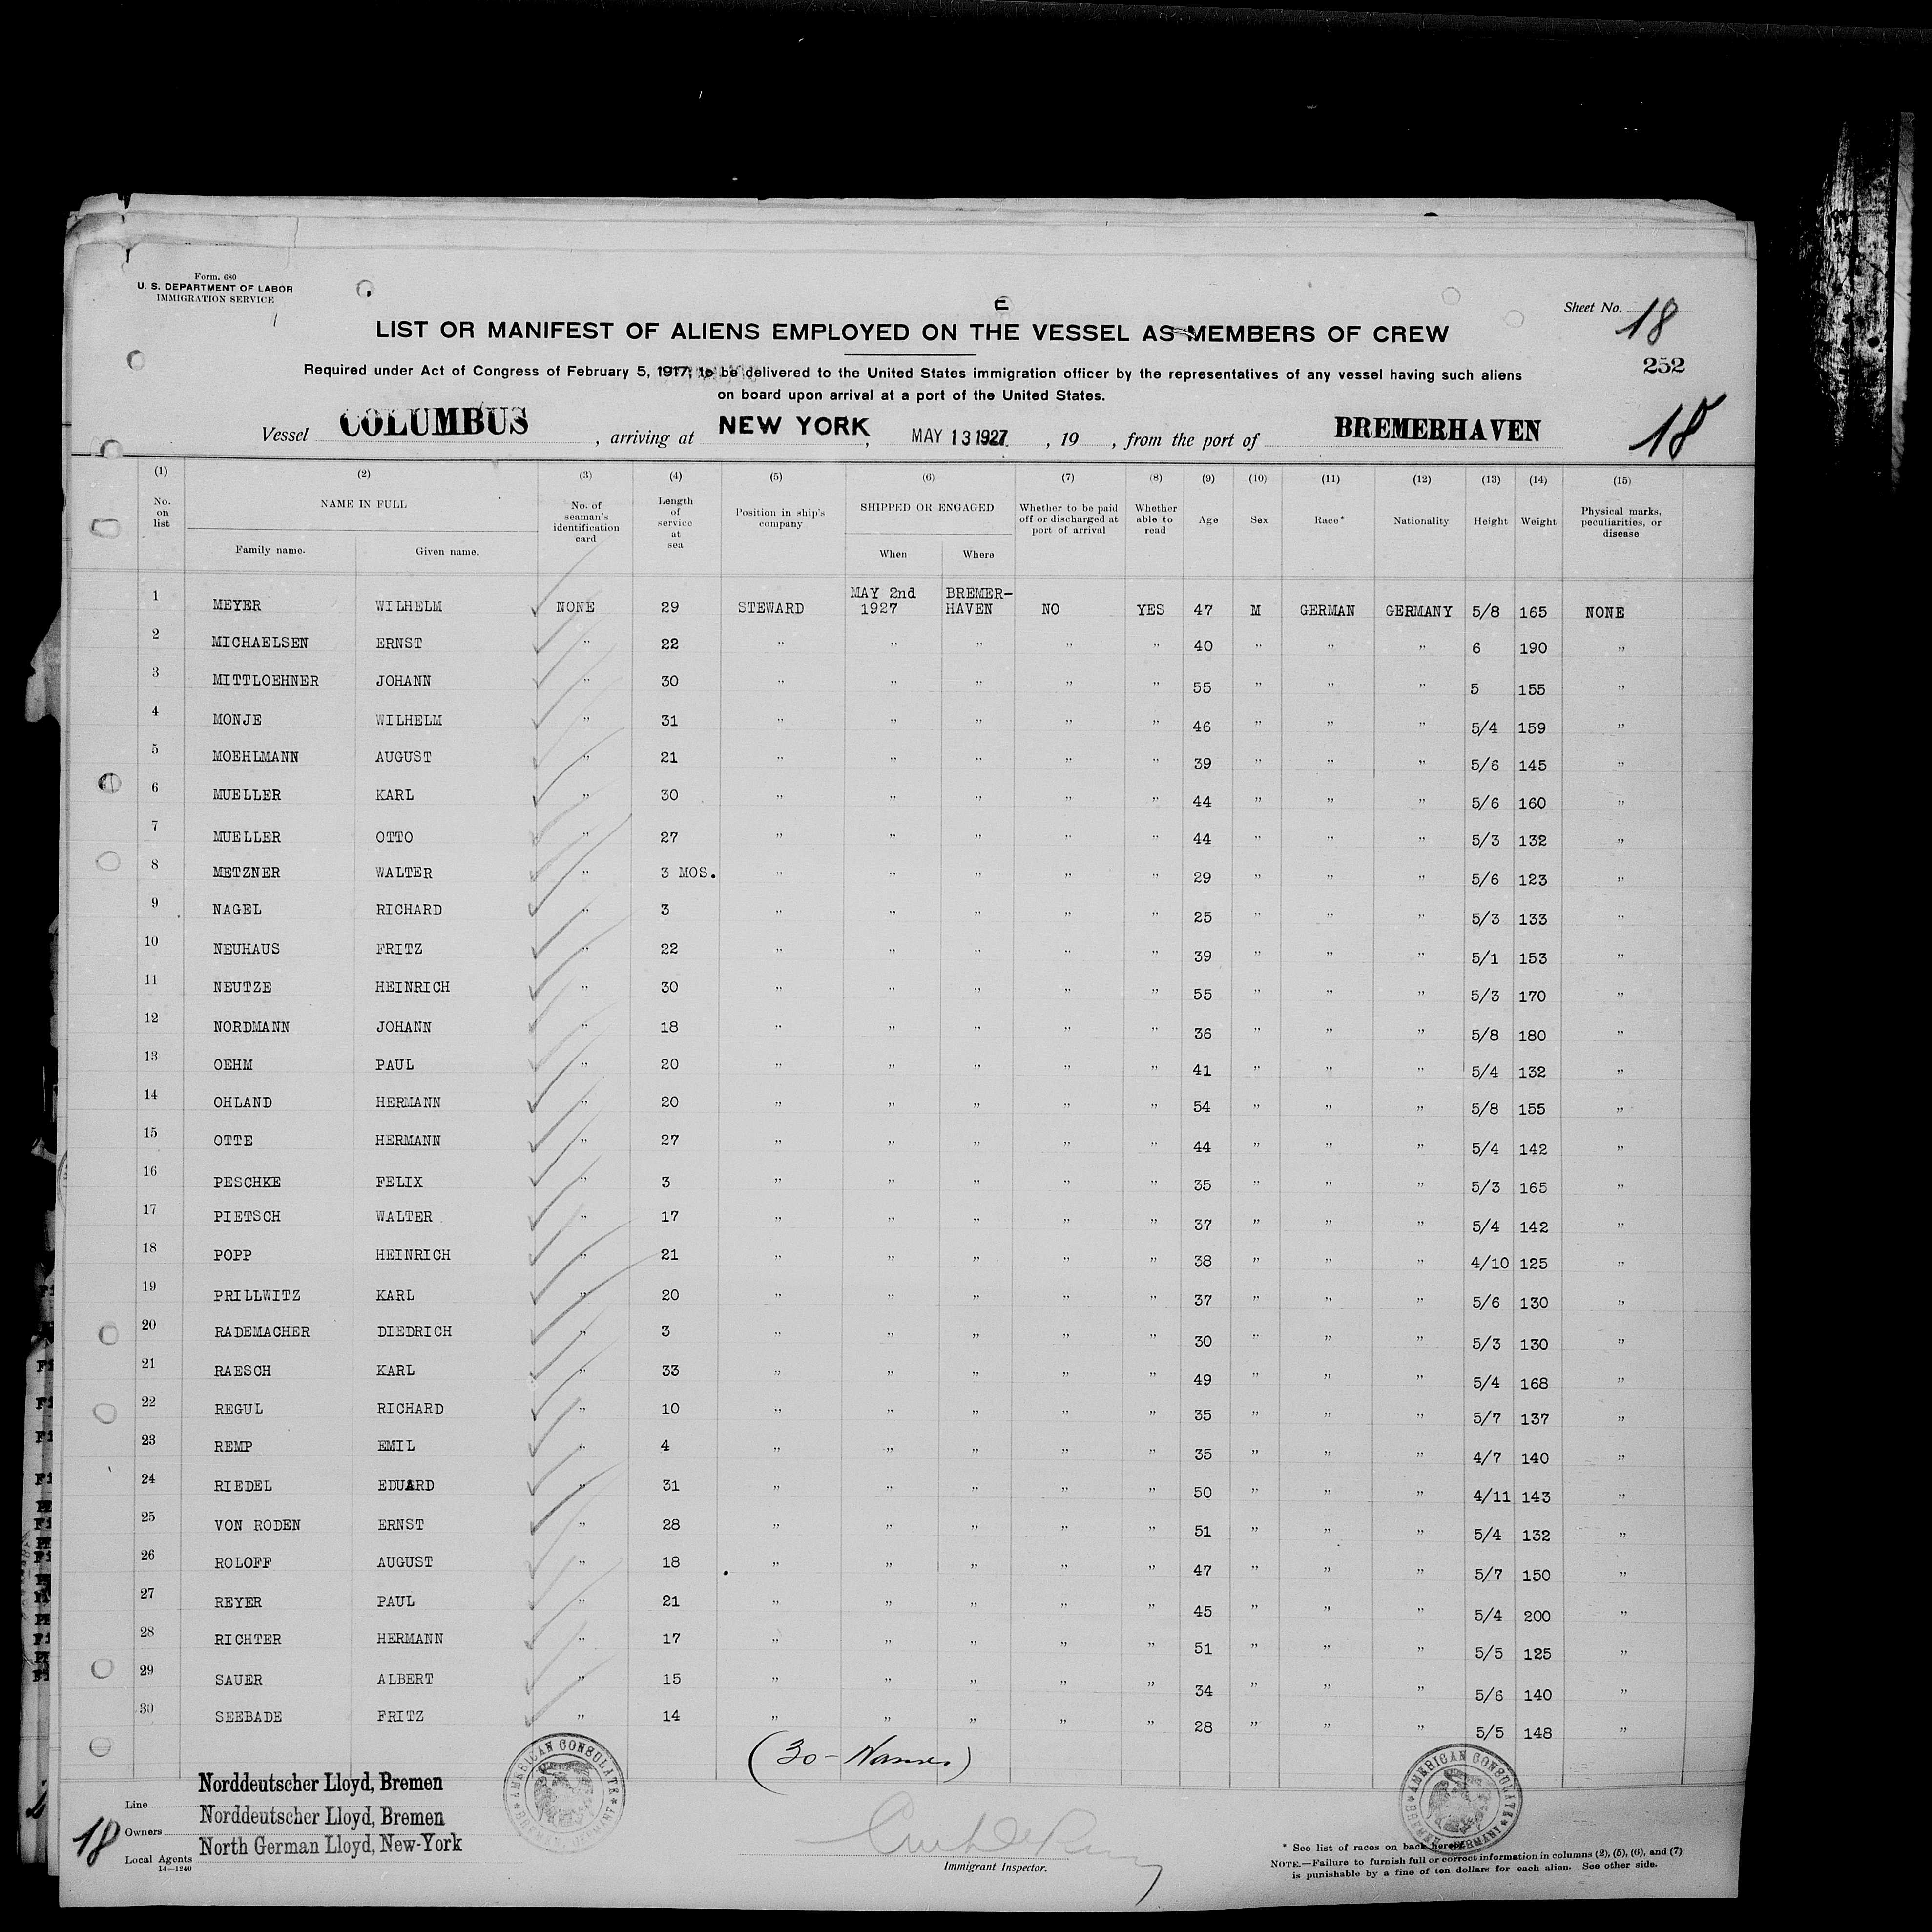 Form. 680
U. S. DEPARTMENT OF LABOR
IMMIGRATION SERVICE
E
Sheet No. 18
LIST OR MANIFEST OF ALIENS EMPLOYED ON THE VESSEL AS MEMBERS OF CREW
252
Required under Act of Congress of February 5, 1917, to be delivered to the United States immigration officer by the representatives of any vessel having such aliens
on board upon arrival at a port of the United States.
Vessel COLUMBUS, arriving at NEW YORK, MAY 13 1927, 19 , from the port of BREMERHAVEN 18
(1) (2) (3) (4) (5) (6) (7) (8) (9) (10) (11) (12) (13) (14) (15)
No. on list NAME IN FULL Family name. Given name. No. of seaman's identification card Length of service at sea Position in ship's company SHIPPED OR ENGAGED When Where Whether to be paid off or discharged at port of arrival Whether able to read Age Sex Race* Nationality Height Weight Physical marks, peculiarities, or disease
1 MEYER WILHELM NONE 29 STEWARD MAY 2nd 1927 BREMER-HAVEN NO YES 47 M GERMAN GERMANY 5/8 165 NONE
2 MICHAELSEN ERNST " 22 " " " " " 40 " " " 6 190 "
3 MITTLOEHNER JOHANN " 30 " " " " " 55 " " " 5 155 "
4 MONJE WILHELM " 31 " " " " " 46 " " " 5/4 159 "
5 MOEHLMANN AUGUST " 21 " " " " " 39 " " " 5/6 145 "
6 MUELLER KARL " 30 " " " " " 44 " " " 5/6 160 "
7 MUELLER OTTO " 27 " " " " " 44 " " " 5/3 132 "
8 METZNER WALTER " 3 MOS. " " " " " 29 " " " 5/6 123 "
9 NAGEL RICHARD " 3 " " " " " 25 " " " 5/3 133 "
10 NEUHAUS FRITZ " 22 " " " " " 39 " " " 5/1 153 "
11 NEUTZE HEINRICH " 30 " " " " " 55 " " " 5/3 170 "
12 NORDMANN JOHANN " 18 " " " " " 36 " " " 5/8 180 "
13 OEHM PAUL " 20 " " " " " 41 " " " 5/4 132 "
14 OHLAND HERMANN " 20 " " " " " 54 " " " 5/8 155 "
15 OTTE HERMANN " 27 " " " " " 44 " " " 5/4 142 "
16 PESCHKE FELIX " 3 " " " " " 35 " " " 5/3 165 "
17 PIETSCH WALTER " 17 " " " " " 37 " " " 5/4 142 "
18 POPP HEINRICH " 21 " " " " " 38 " " " 4/10 125 "
19 PRILLWITZ KARL " 20 " " " " " 37 " " " 5/6 130 "
20 RADEMACHER DIEDRICH " 3 " " " " " 30 " " " 5/3 130 "
21 RAESCH KARL " 33 " " " " " 49 " " " 5/4 168 "
22 REGUL RICHARD " 10 " " " " " 35 " " " 5/7 137 "
23 REMP EMIL " 4 " " " " " 35 " " " 4/7 140 "
24 RIEDEL EDUARD " 31 " " " " " 50 " " " 4/11 143 "
25 VON RODEN ERNST " 28 " " " " " 51 " " " 5/4 132 "
26 ROLOFF AUGUST " 18 " " " " " 47 " " " 5/7 150 "
27 REYER PAUL " 21 " " " " " 45 " " " 5/4 200 "
28 RICHTER HERMANN " 17 " " " " " 51 " " " 5/5 125 "
29 SAUER ALBERT " 15 " " " " " 34 " " " 5/6 140 "
30 SEEBADE FRITZ " 14 " " " " " 28 " " " 5/5 148 "
(30 - Names)
AMERICAN CONSULATE BREMEN, GERMANY
AMERICAN CONSULATE BREMEN, GERMANY
Line Norddeutscher Lloyd, Bremen
Owners Norddeutscher Lloyd, Bremen
Local Agents North German Lloyd, New-York
14-1240
18
Immigrant Inspector.
* See list of races on back hereof.
NOTE.—Failure to furnish full or correct information in columns (2), (5), (6), and (7)
is punishable by a fine of ten dollars for each alien. See other side.